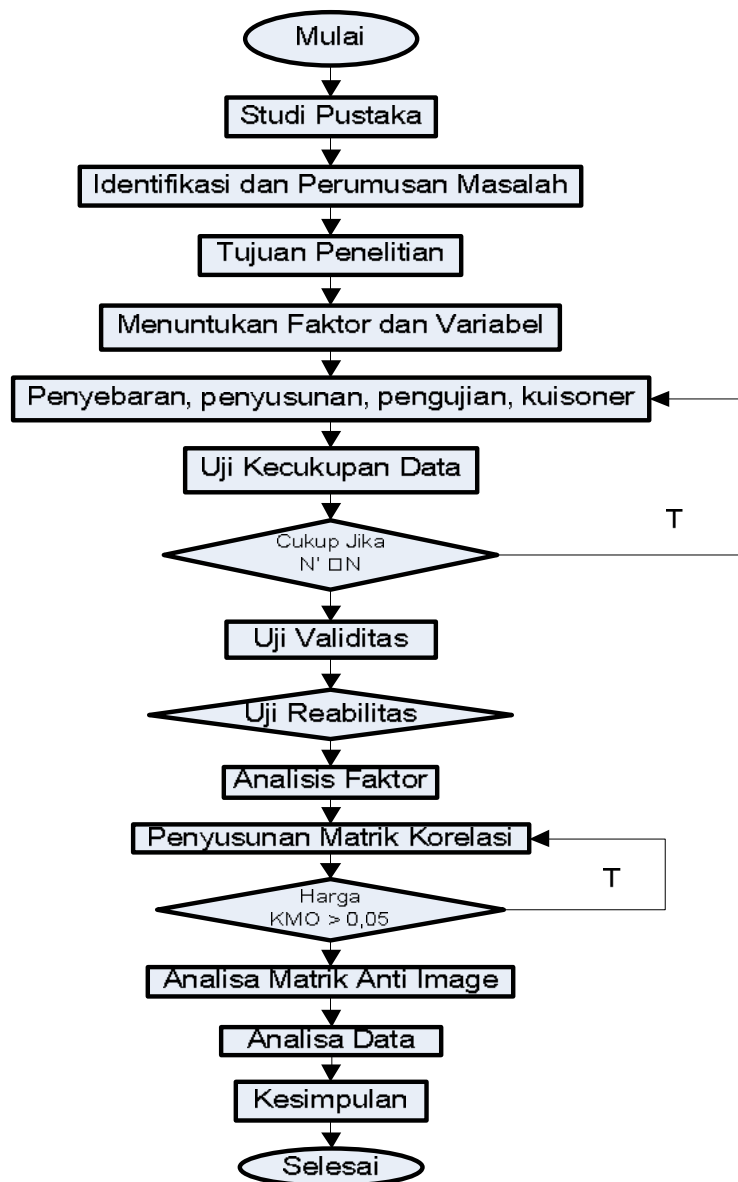 Mulai
Studi Pustaka
Identifikasi dan Perumusan Masalah
Tujuan Penelitian
Menuntukan Faktor dan Variabel
Penyebaran, penyusunan, pengujian, kuisoner
Uji Kecukupan Data
T
Cukup Jika
N' □N
Uji Validitas
Uji Reabilitas
Analisis Faktor
Penyusunan Matrik Korelasi
T
Harga
KMO > 0,05
Analisa Matrik Anti Image
Analisa Data
Kesimpulan
Selesai